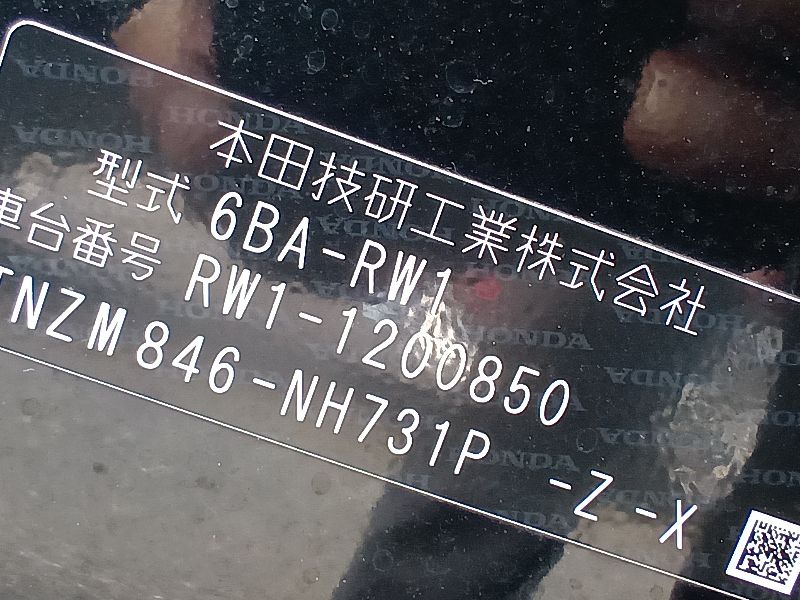 本田技研工業株式会社
型式 6BA-RW1
車台番号 RW1-1200850
TNZM846-NH731P -Z-X